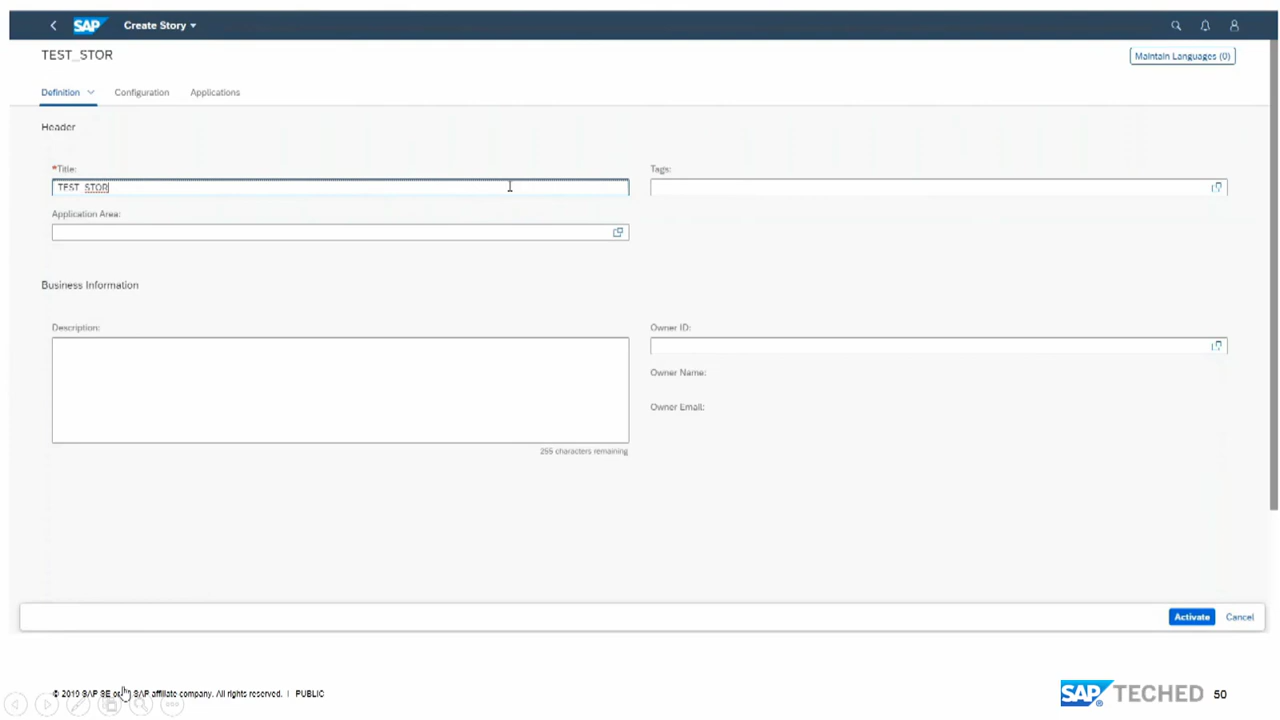 SAP Create Story
TEST_STOR
Maintain Languages (0)
Definition Configuration Applications
Header
*Title: Tags:
TEST_STOR
Application Area:
Business Information
Description: Owner ID:
Owner Name:
Owner Email:
255 characters remaining
Activate Cancel
© 2019 SAP SE or an SAP affiliate company. All rights reserved. | PUBLIC
SAP TECHED 50